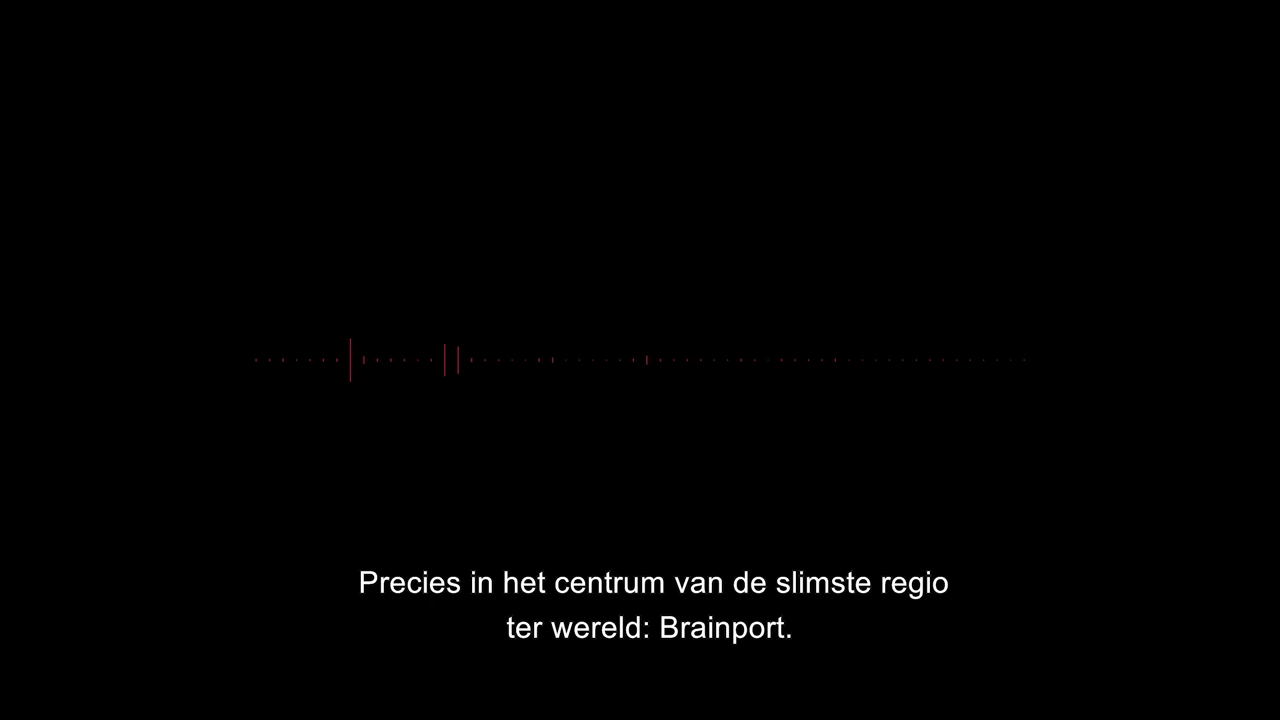 Precies in het centrum van de slimste regio
ter wereld: Brainport.